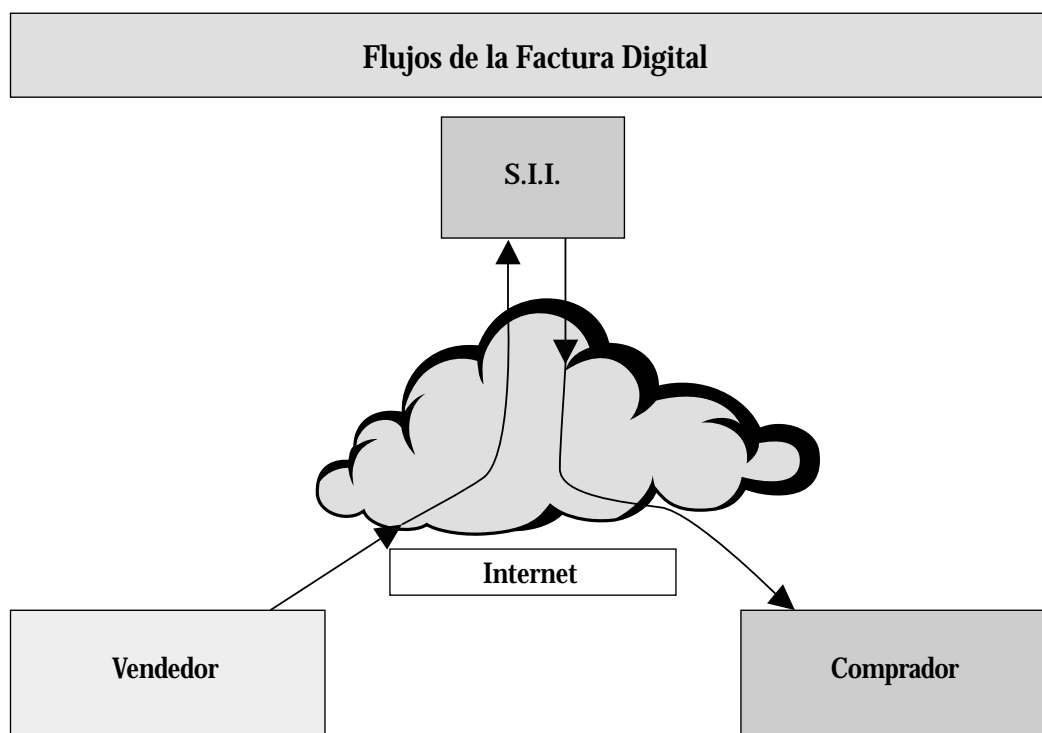 Flujos de la Factura Digital
S.I.I.
Internet
Vendedor
Comprador